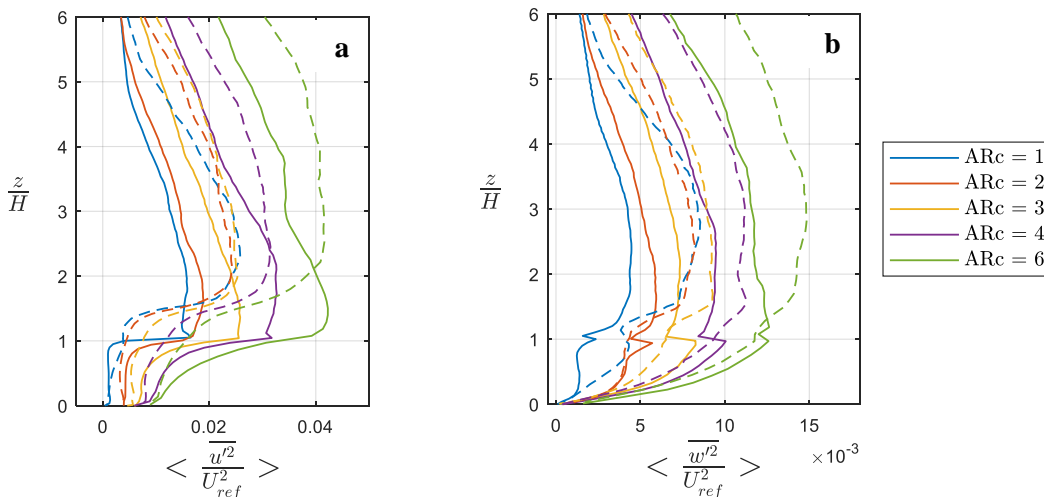 6
5
4
3
2
1
0
z
H
a
0
0.02
0.04
< u′² / U²ref >
6
5
4
3
2
1
0
z
H
b
0
5
10
15
×10⁻³
< w′² / U²ref >
ARc = 1
ARc = 2
ARc = 3
ARc = 4
ARc = 6